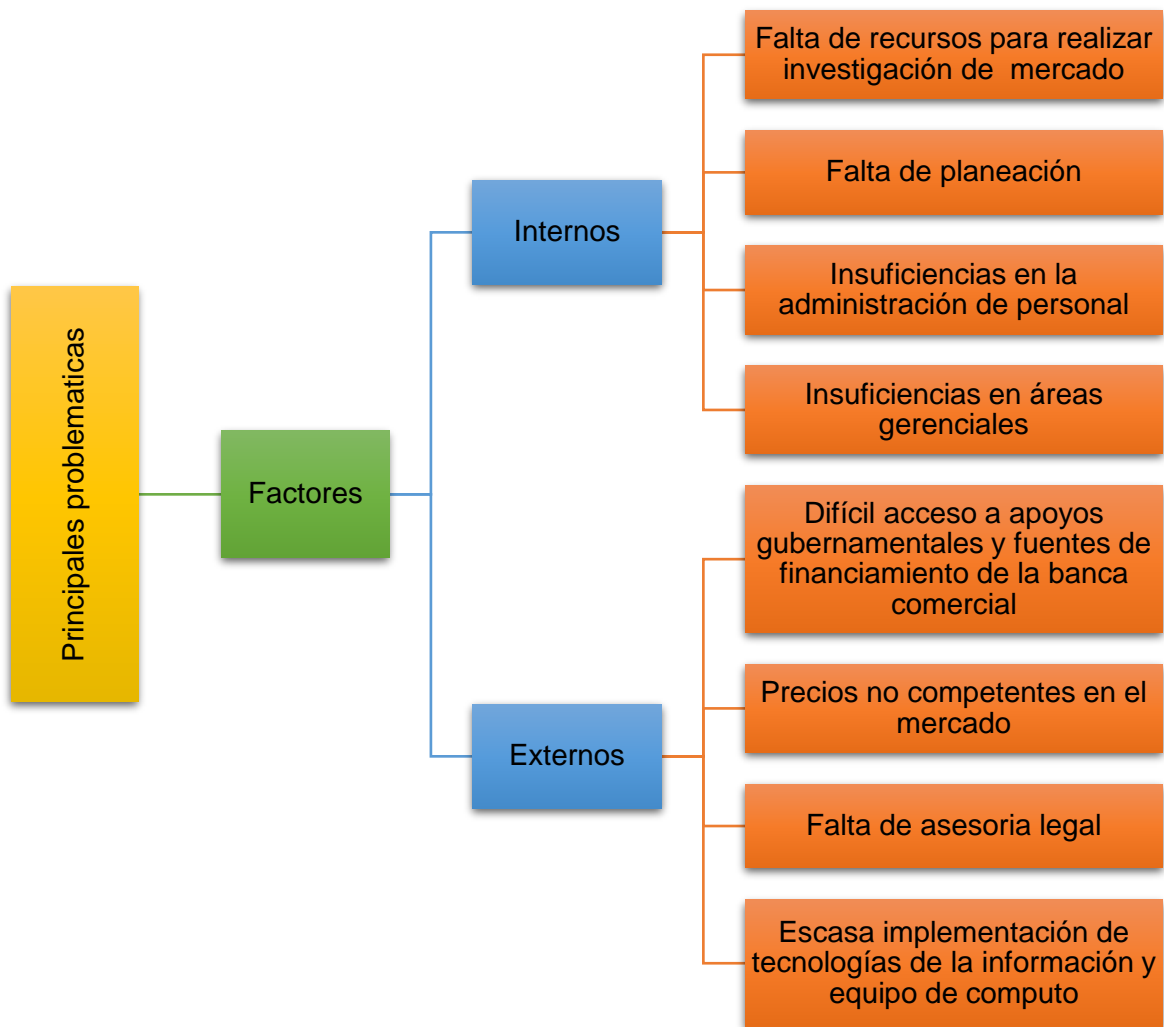 Principales problematicas
Factores
Internos
Falta de recursos para realizar
investigación de mercado
Falta de planeación
Insuficiencias en la
administración de personal
Insuficiencias en áreas
gerenciales
Externos
Difícil acceso a apoyos
gubernamentales y fuentes de
financiamiento de la banca
comercial
Precios no competentes en el
mercado
Falta de asesoria legal
Escasa implementación de
tecnologías de la información y
equipo de computo